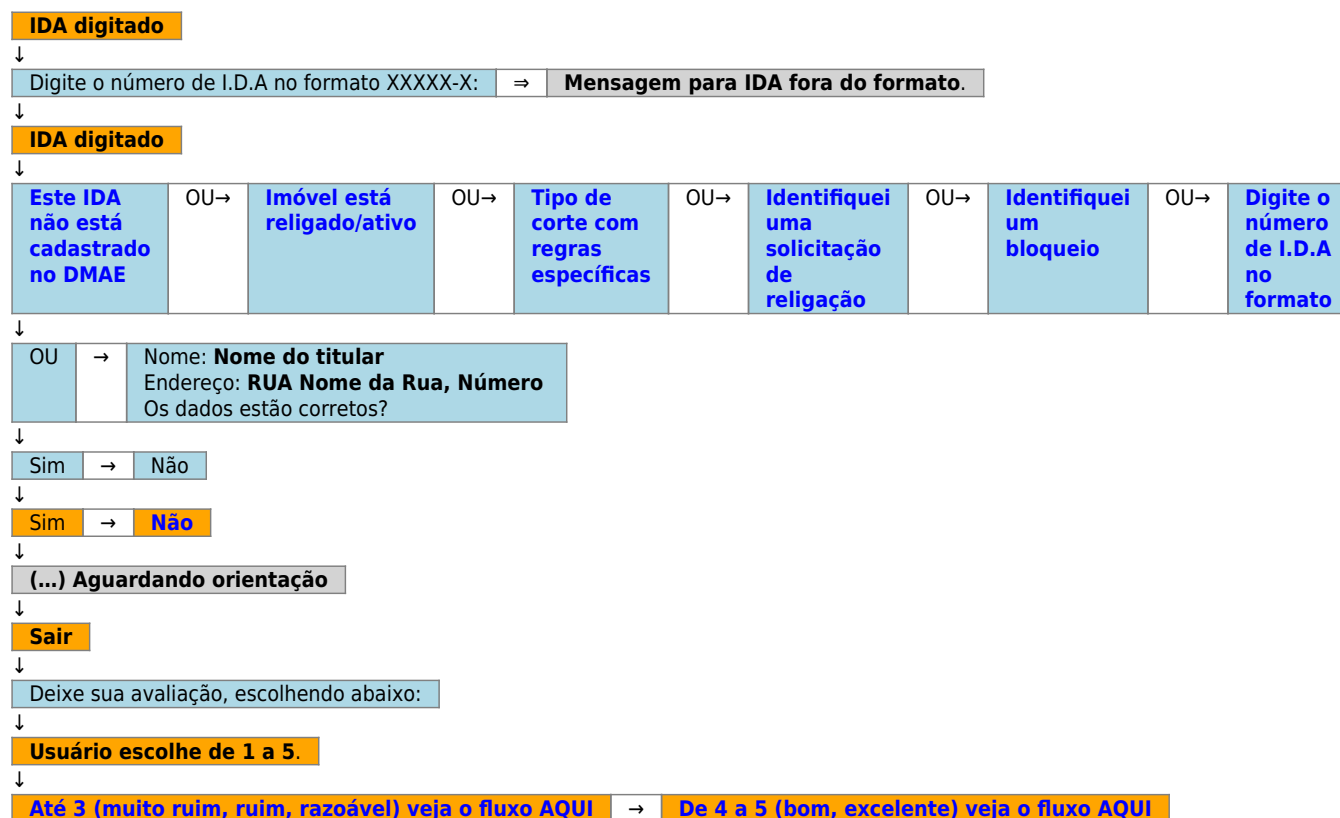 IDA digitado
↓
Digite o número de I.D.A no formato XXXXX-X: ⇒ Mensagem para IDA fora do formato.
↓
IDA digitado
↓
Este IDA não está cadastrado no DMAE OU→ Imóvel está religado/ativo OU→ Tipo de corte com regras específicas OU→ Identifiquei uma solicitação de religação OU→ Identifiquei um bloqueio OU→ Digite o número de I.D.A no formato
↓
OU → Nome: Nome do titular
Endereço: RUA Nome da Rua, Número
Os dados estão corretos?
↓
Sim → Não
↓
Sim → Não
↓
(...) Aguardando orientação
↓
Sair
↓
Deixe sua avaliação, escolhendo abaixo:
↓
Usuário escolhe de 1 a 5.
↓
Até 3 (muito ruim, ruim, razoável) veja o fluxo AQUI → De 4 a 5 (bom, excelente) veja o fluxo AQUI